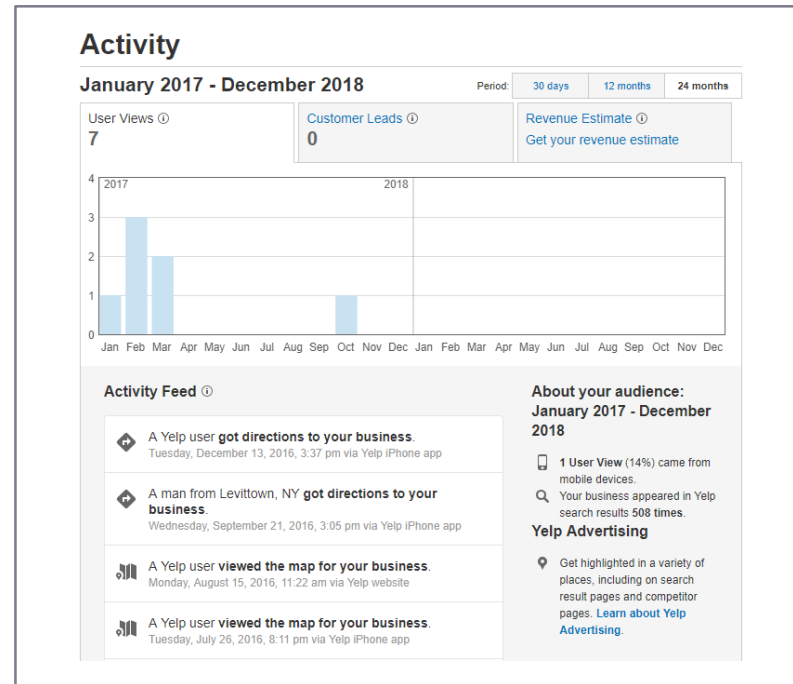 Activity
January 2017 - December 2018
Period:
30 days
12 months
24 months
User Views
7
Customer Leads
0
Revenue Estimate
Get your revenue estimate
4
2017
2018
3
2
1
0
Jan Feb Mar Apr May Jun Jul Aug Sep Oct Nov Dec Jan Feb Mar Apr May Jun Jul Aug Sep Oct Nov Dec
Activity Feed
A Yelp user got directions to your business.
Tuesday, December 13, 2016, 3:37 pm via Yelp iPhone app
A man from Levittown, NY got directions to your
business.
Wednesday, September 21, 2016, 3:05 pm via Yelp iPhone app
A Yelp user viewed the map for your business.
Monday, August 15, 2016, 11:22 am via Yelp website
A Yelp user viewed the map for your business.
Tuesday, July 26, 2016, 8:11 pm via Yelp iPhone app
About your audience:
January 2017 - December
2018
1 User View (14%) came from
mobile devices.
Your business appeared in Yelp
search results 508 times.
Yelp Advertising
Get highlighted in a variety of
places, including on search
result pages and competitor
pages. Learn about Yelp
Advertising.